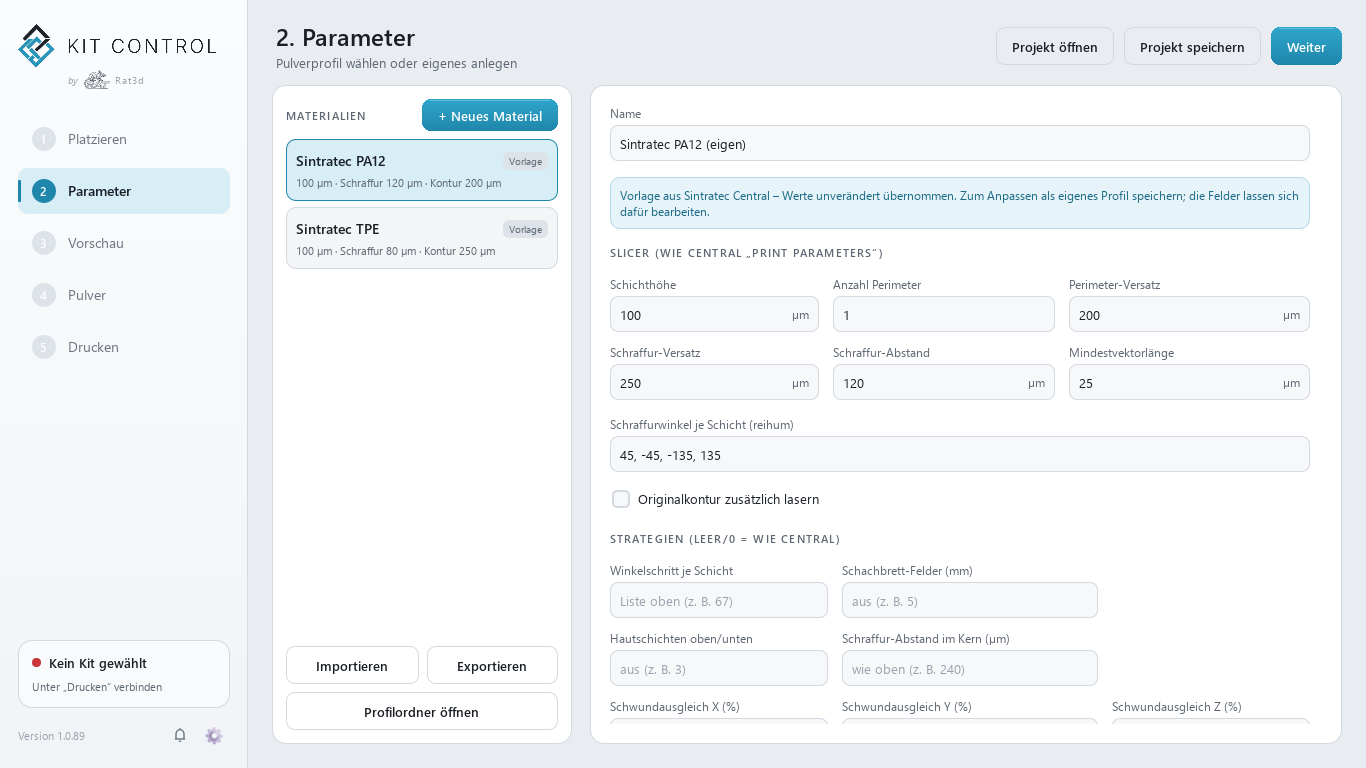 KIT CONTROL
by Rat3d
1 Platzieren
2 Parameter
3 Vorschau
4 Pulver
5 Drucken
Kein Kit gewählt
Unter „Drucken“ verbinden
Version 1.0.89
2. Parameter
Pulverprofil wählen oder eigenes anlegen
Projekt öffnen
Projekt speichern
Weiter
MATERIALIEN
+ Neues Material
Sintratec PA12
Vorlage
100 µm · Schraffur 120 µm · Kontur 200 µm
Sintratec TPE
Vorlage
100 µm · Schraffur 80 µm · Kontur 250 µm
Importieren
Exportieren
Profilordner öffnen
Name
Sintratec PA12 (eigen)
Vorlage aus Sintratec Central – Werte unverändert übernommen. Zum Anpassen als eigenes Profil speichern; die Felder lassen sich
dafür bearbeiten.
SLICER (WIE CENTRAL „PRINT PARAMETERS“)
Schichthöhe
Anzahl Perimeter
Perimeter-Versatz
100 µm
1
200 µm
Schraffur-Versatz
Schraffur-Abstand
Mindestvektorlänge
250 µm
120 µm
25 µm
Schraffurwinkel je Schicht (reihum)
45, -45, -135, 135
Originalkontur zusätzlich lasern
STRATEGIEN (LEER/0 = WIE CENTRAL)
Winkelschritt je Schicht
Schachbrett-Felder (mm)
Liste oben (z. B. 67)
aus (z. B. 5)
Hautschichten oben/unten
Schraffur-Abstand im Kern (µm)
aus (z. B. 3)
wie oben (z. B. 240)
Schwundausgleich X (%)
Schwundausgleich Y (%)
Schwundausgleich Z (%)